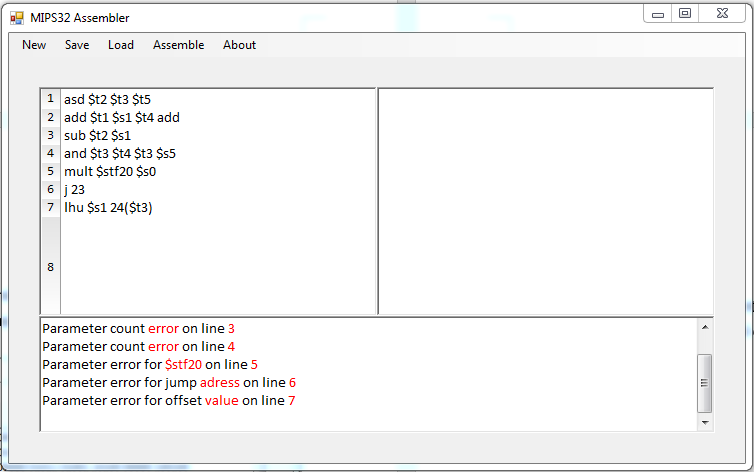 MIPS32 Assembler
New Save Load Assemble About
1 asd $t2 $t3 $t5
2 add $t1 $s1 $t4 add
3 sub $t2 $s1
4 and $t3 $t4 $t3 $s5
5 mult $stf20 $s0
6 j 23
7 lhu $s1 24($t3)
8
Parameter count error on line 3
Parameter count error on line 4
Parameter error for $stf20 on line 5
Parameter error for jump adress on line 6
Parameter error for offset value on line 7